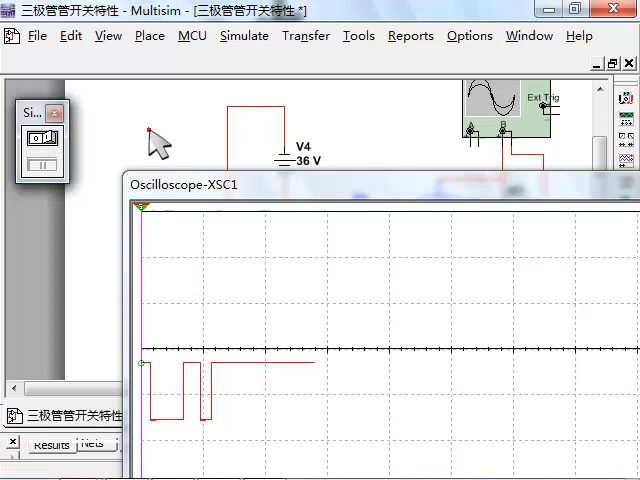 三极管管开关特性 - Multisim - [三极管管开关特性 *]
File Edit View Place MCU Simulate Transfer Tools Reports Options Window Help
Si...
Ext Trig
A B
V4
36 V
Oscilloscope-XSC1
三极管管开关特性
Results Nets